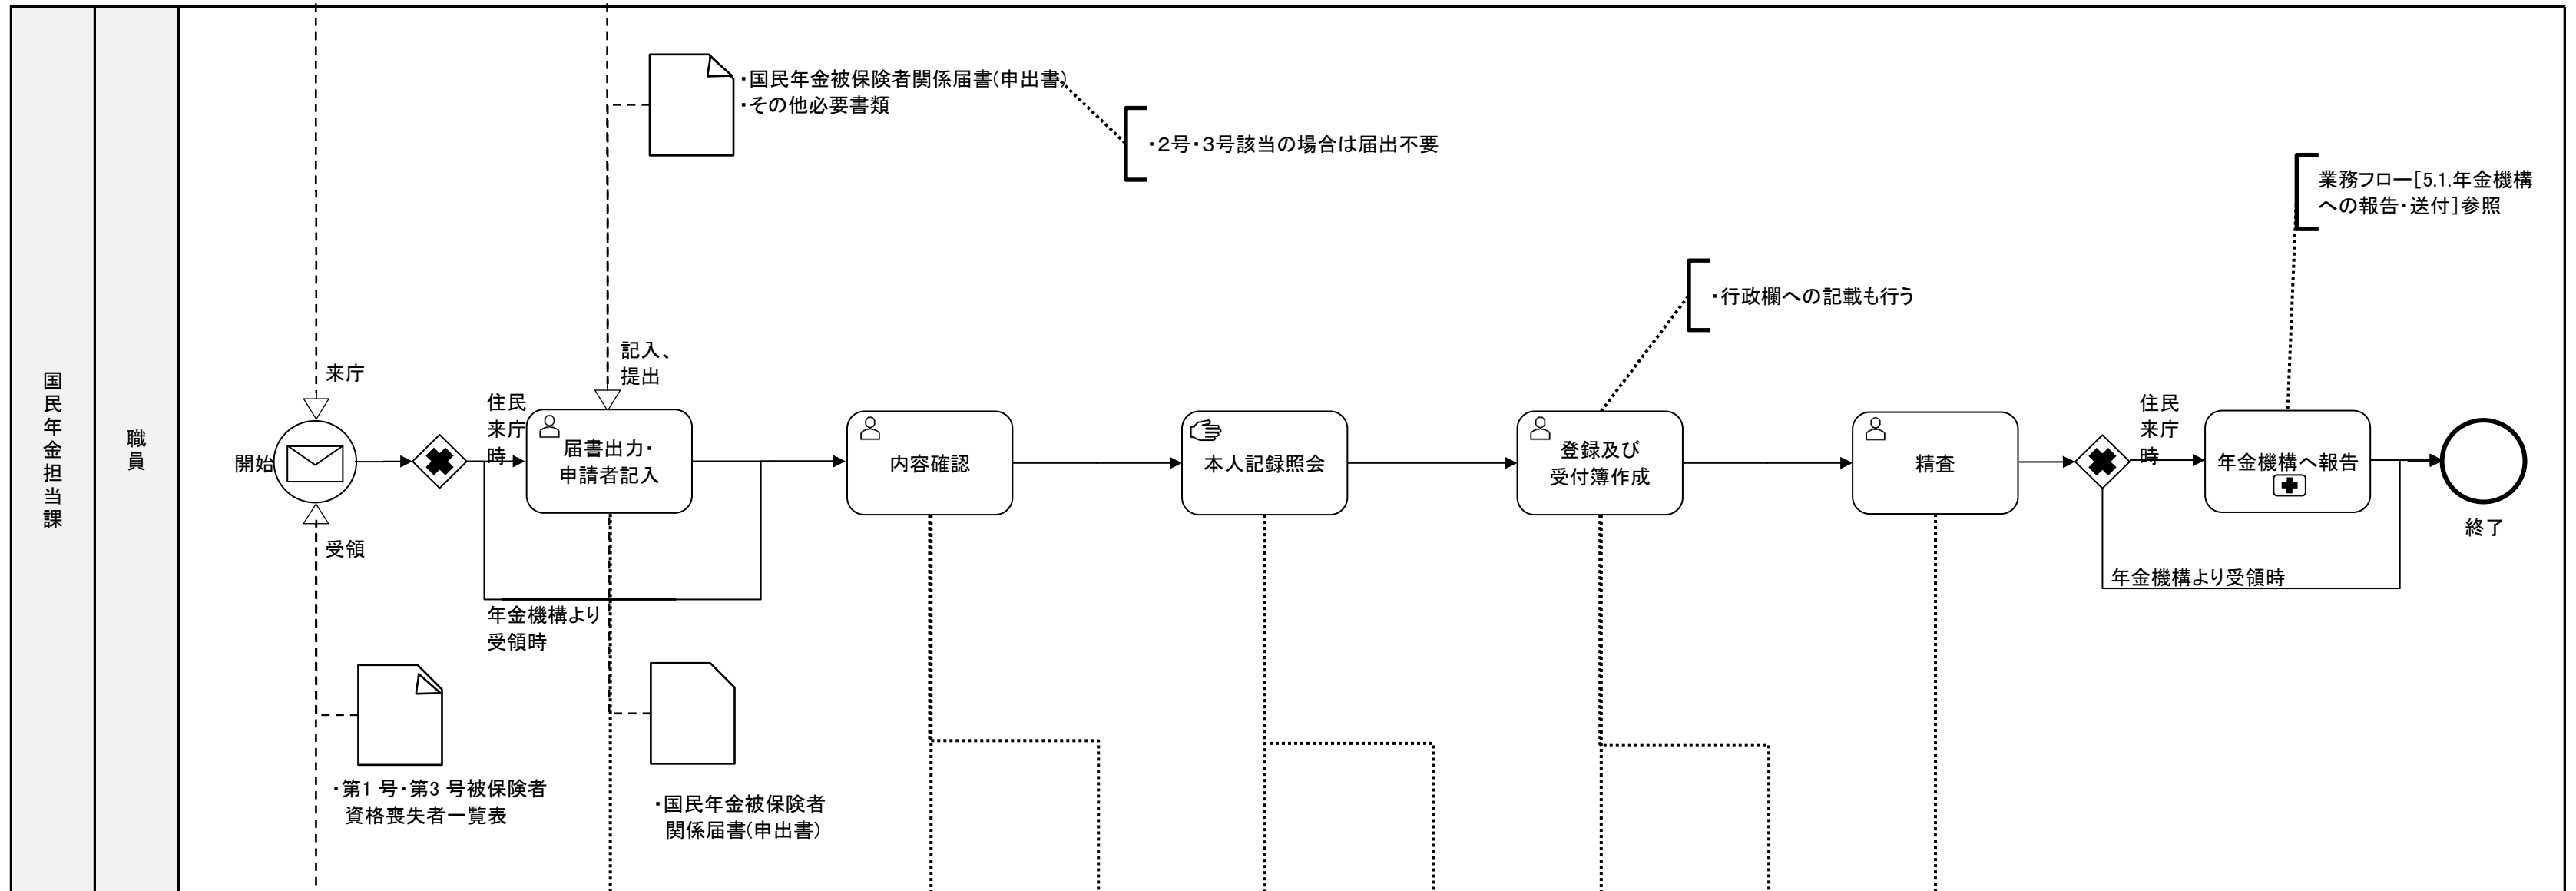 国民年金担当課
職員
・国民年金被保険者関係届書(申出書)
・その他必要書類
・2号・3号該当の場合は届出不要
業務フロー[5.1.年金機構
への報告・送付]参照
・行政欄への記載も行う
来庁
記入、
提出
開始
受領
住民
来庁
時
届書出力・
申請者記入
内容確認
本人記録照会
登録及び
受付簿作成
精査
住民
来庁
時
年金機構へ報告
終了
年金機構より
受領時
年金機構より受領時
・第1 号・第3 号被保険者
資格喪失者一覧表
・国民年金被保険者
関係届書(申出書)